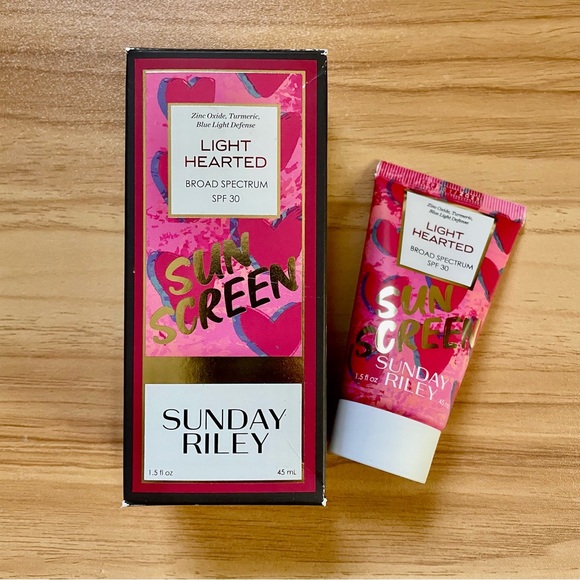 Zinc Oxide, Turmeric,
Blue Light Defense
LIGHT
HEARTED
BROAD SPECTRUM
SPF 30
SUN
SCREEN
SUNDAY
RILEY
1.5 fl oz 45 mL
Zinc Oxide, Turmeric,
Blue Light Defense
LIGHT
HEARTED
BROAD SPECTRUM
SPF 30
SUN
SCREEN
SUNDAY
RILEY
1.5 fl oz 45 mL